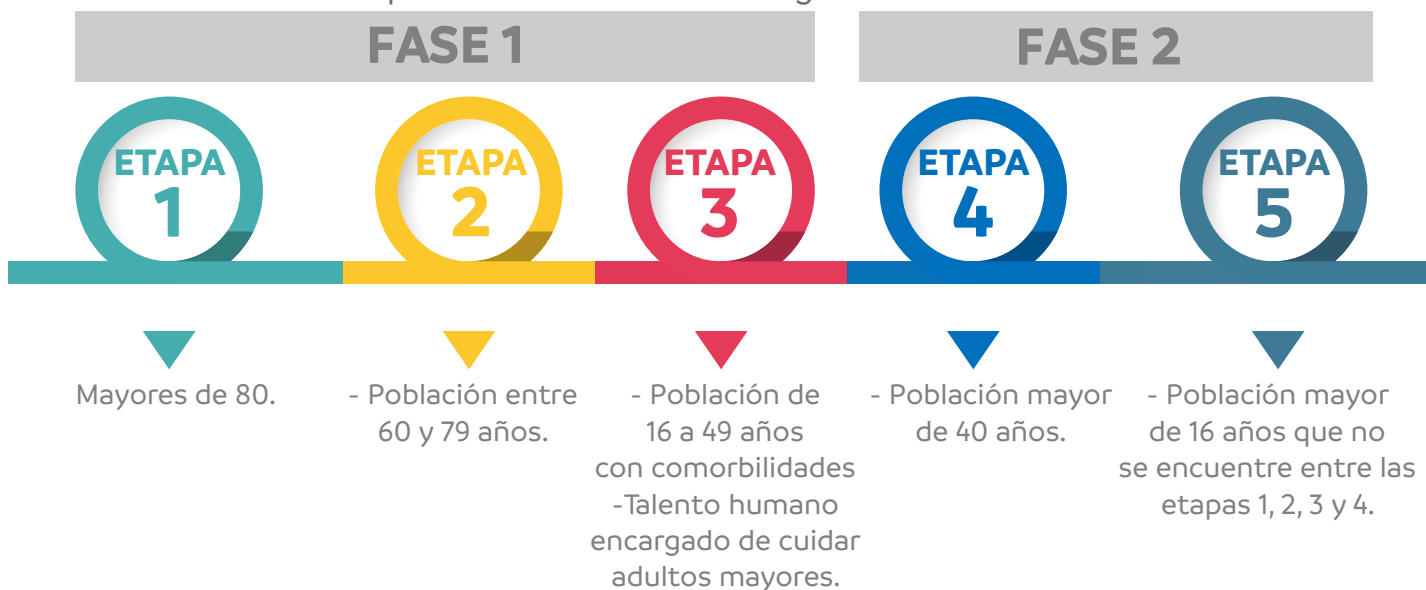 FASE 1
FASE 2
ETAPA
1
ETAPA
2
ETAPA
3
ETAPA
4
ETAPA
5
Mayores de 80.
- Población entre
60 y 79 años.
- Población de
16 a 49 años
con comorbilidades
-Talento humano
encargado de cuidar
adultos mayores.
- Población mayor
de 40 años.
- Población mayor
de 16 años que no
se encuentre entre las
etapas 1, 2, 3 y 4.